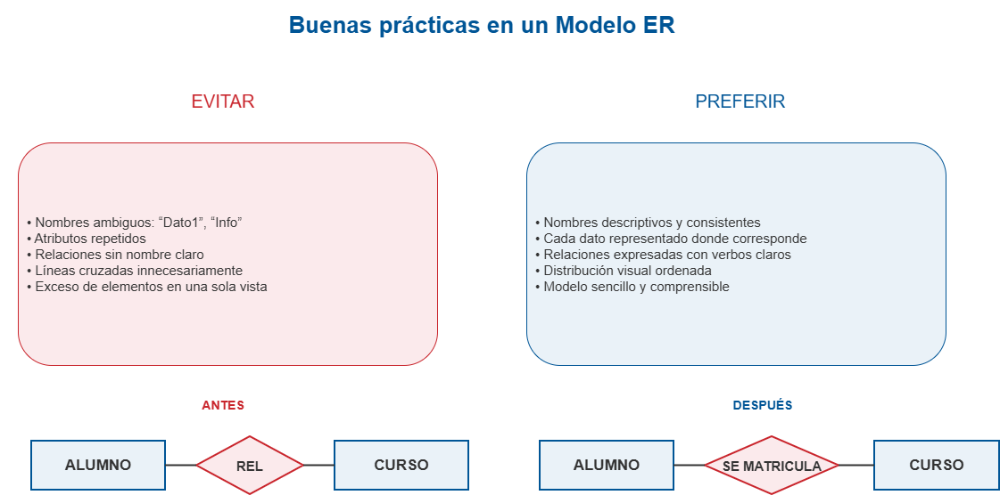 Buenas prácticas en un Modelo ER
EVITAR
• Nombres ambiguos: “Dato1”, “Info”
• Atributos repetidos
• Relaciones sin nombre claro
• Líneas cruzadas innecesariamente
• Exceso de elementos en una sola vista
PREFERIR
• Nombres descriptivos y consistentes
• Cada dato representado donde corresponde
• Relaciones expresadas con verbos claros
• Distribución visual ordenada
• Modelo sencillo y comprensible
ANTES
ALUMNO
REL
CURSO
DESPUÉS
ALUMNO
SE MATRICULA
CURSO